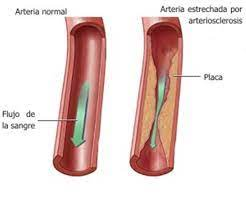 Arteria normal
Arteria estrechada por
arteriosclerosis
Placa
Flujo de
la sangre